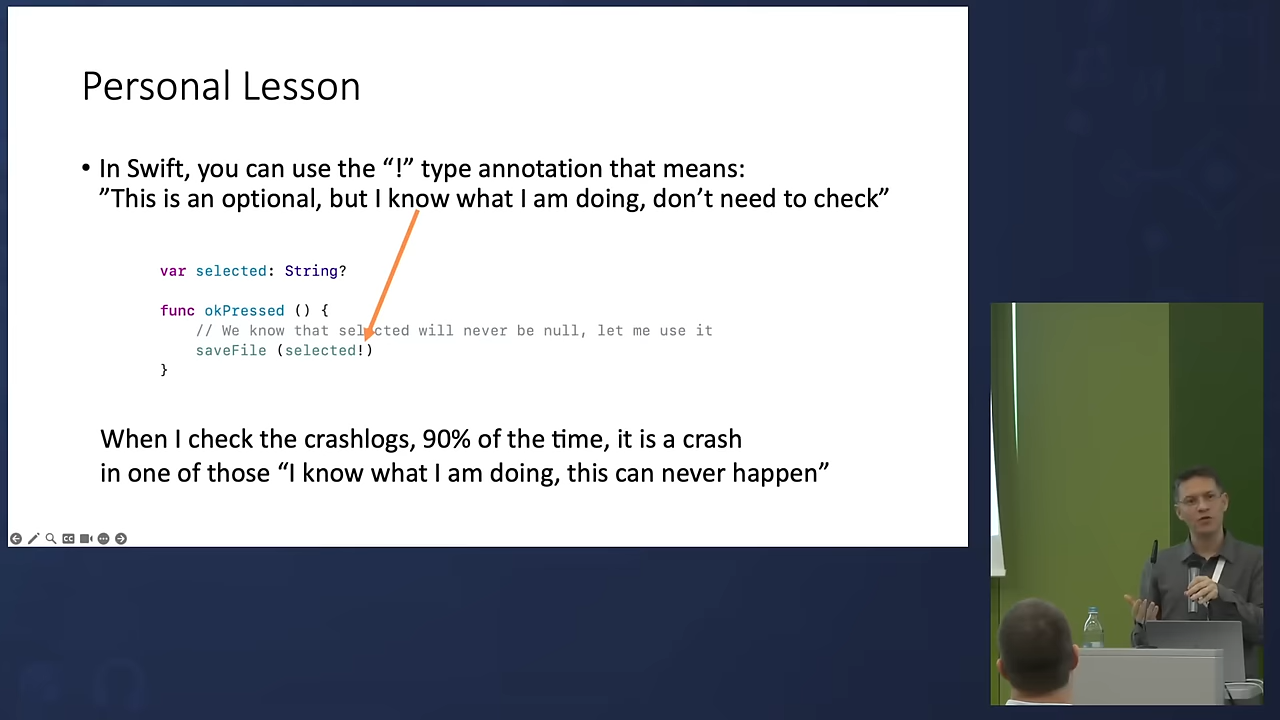 Personal Lesson
• In Swift, you can use the “!” type annotation that means:
”This is an optional, but I know what I am doing, don’t need to check”
var selected: String?
func okPressed () {
// We know that selected will never be null, let me use it
saveFile (selected!)
}
When I check the crashlogs, 90% of the time, it is a crash
in one of those “I know what I am doing, this can never happen”
CC